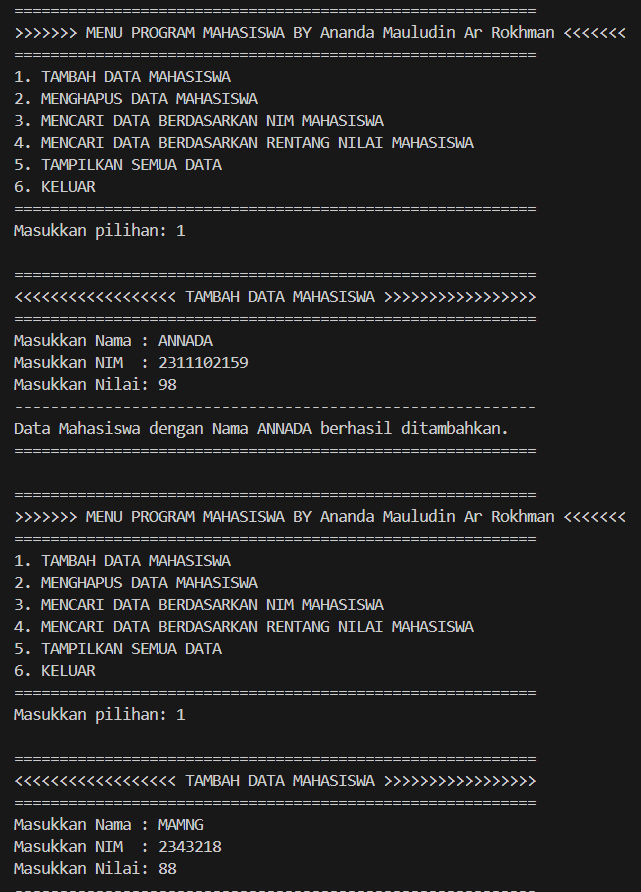 ==========================================================
>>>>>>> MENU PROGRAM MAHASISWA BY Ananda Mauludin Ar Rokhman <<<<<<<
==========================================================
1. TAMBAH DATA MAHASISWA
2. MENGHAPUS DATA MAHASISWA
3. MENCARI DATA BERDASARKAN NIM MAHASISWA
4. MENCARI DATA BERDASARKAN RENTANG NILAI MAHASISWA
5. TAMPILKAN SEMUA DATA
6. KELUAR
==========================================================
Masukkan pilihan: 1
==========================================================
<<<<<<<<<<<<<<<<<< TAMBAH DATA MAHASISWA >>>>>>>>>>>>>>>>>
==========================================================
Masukkan Nama : ANNADA
Masukkan NIM  : 2311102159
Masukkan Nilai: 98
----------------------------------------------------------
Data Mahasiswa dengan Nama ANNADA berhasil ditambahkan.
==========================================================
==========================================================
>>>>>>> MENU PROGRAM MAHASISWA BY Ananda Mauludin Ar Rokhman <<<<<<<
==========================================================
1. TAMBAH DATA MAHASISWA
2. MENGHAPUS DATA MAHASISWA
3. MENCARI DATA BERDASARKAN NIM MAHASISWA
4. MENCARI DATA BERDASARKAN RENTANG NILAI MAHASISWA
5. TAMPILKAN SEMUA DATA
6. KELUAR
==========================================================
Masukkan pilihan: 1
==========================================================
<<<<<<<<<<<<<<<<<< TAMBAH DATA MAHASISWA >>>>>>>>>>>>>>>>>
==========================================================
Masukkan Nama : MAMNG
Masukkan NIM  : 2343218
Masukkan Nilai: 88
----------------------------------------------------------